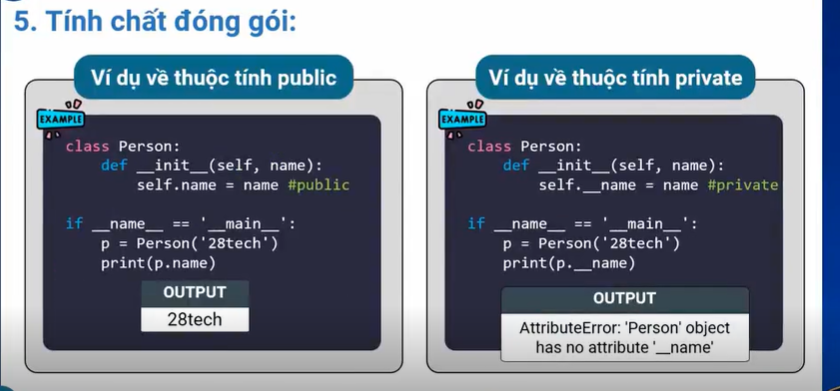 5. Tính chất đóng gói:
Ví dụ về thuộc tính public
EXAMPLE
class Person:
    def __init__(self, name):
        self.name = name #public
if __name__ == '__main__':
    p = Person('28tech')
    print(p.name)
OUTPUT
28tech
Ví dụ về thuộc tính private
EXAMPLE
class Person:
    def __init__(self, name):
        self.__name = name #private
if __name__ == '__main__':
    p = Person('28tech')
    print(p.__name)
OUTPUT
AttributeError: 'Person' object
has no attribute '__name'